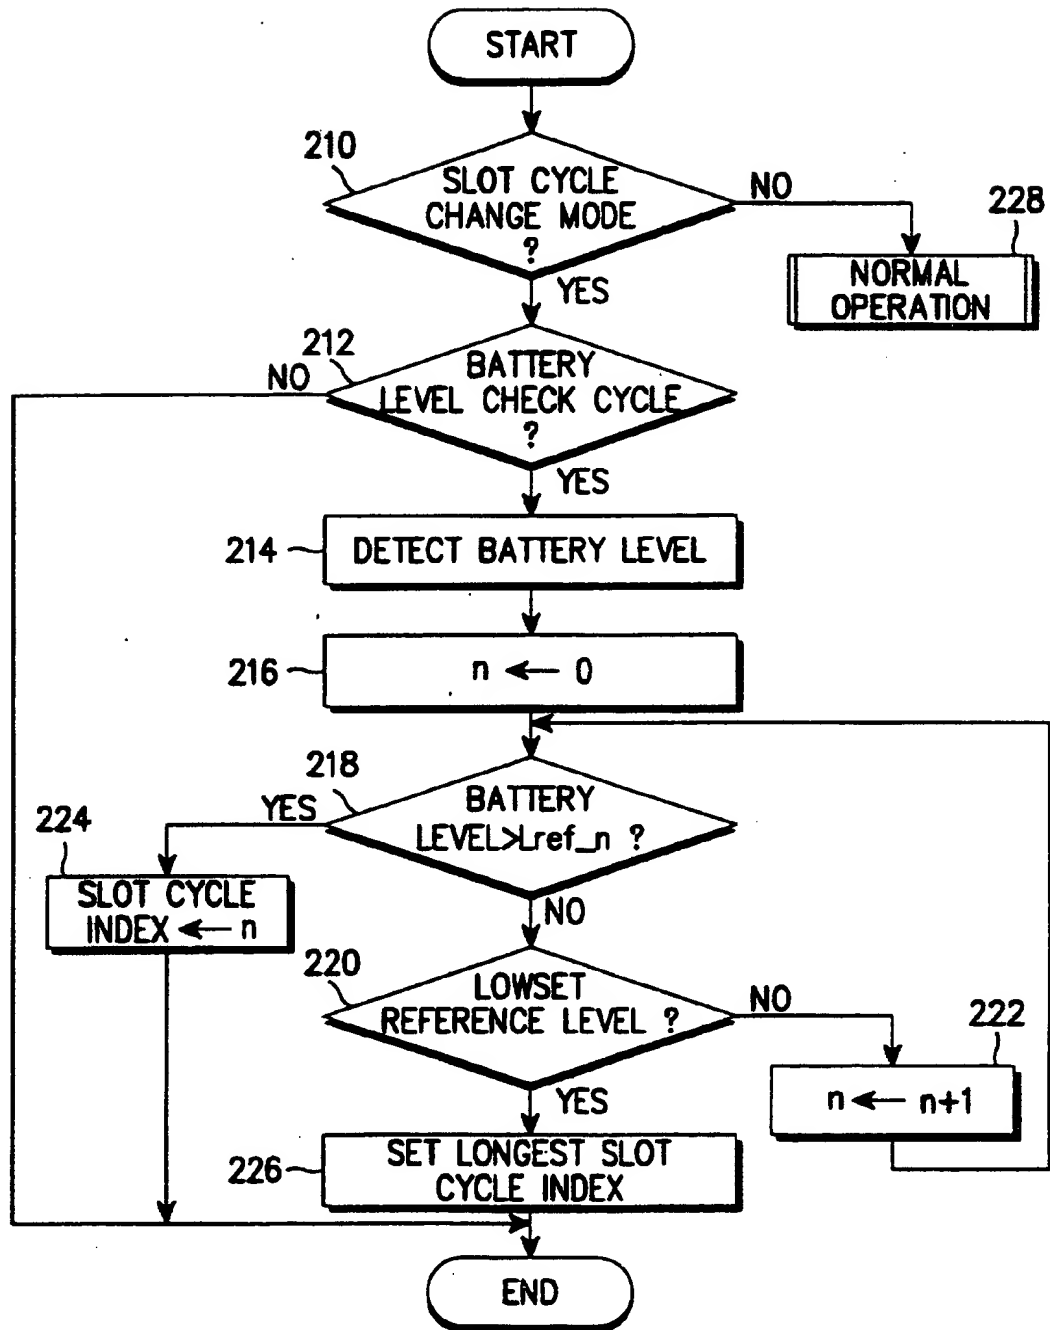 START
210
SLOT CYCLE
CHANGE MODE
?
NO
228
NORMAL
OPERATION
YES
212
NO
BATTERY
LEVEL CHECK CYCLE
?
YES
214
DETECT BATTERY LEVEL
216
n ← 0
218
YES
BATTERY
LEVEL>Lref_n ?
224
SLOT CYCLE
INDEX ← n
NO
220
LOWSET
REFERENCE LEVEL ?
NO
222
n ← n+1
YES
226
SET LONGEST SLOT
CYCLE INDEX
END